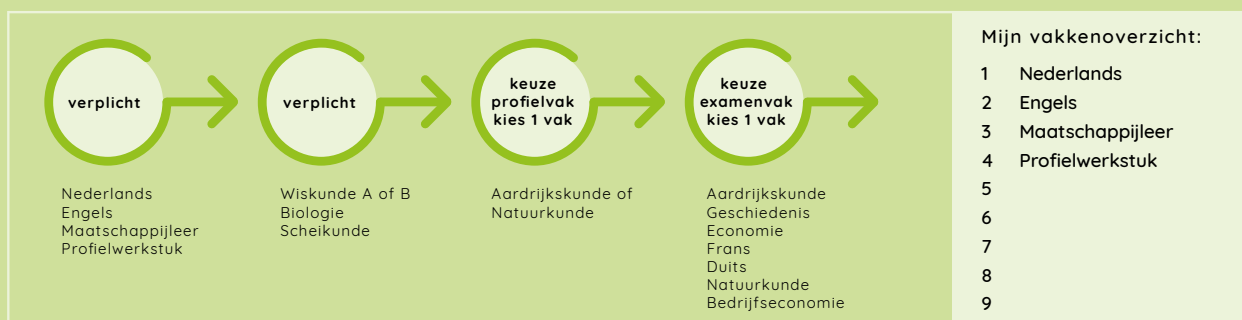 verplicht
Nederlands
Engels
Maatschappijleer
Profielwerkstuk
verplicht
Wiskunde A of B
Biologie
Scheikunde
keuze
profielvak
kies 1 vak
Aardrijkskunde of
Natuurkunde
keuze
examenvak
kies 1 vak
Aardrijkskunde
Geschiedenis
Economie
Frans
Duits
Natuurkunde
Bedrijfseconomie
Mijn vakkenoverzicht:
1 Nederlands
2 Engels
3 Maatschappijleer
4 Profielwerkstuk
5
6
7
8
9